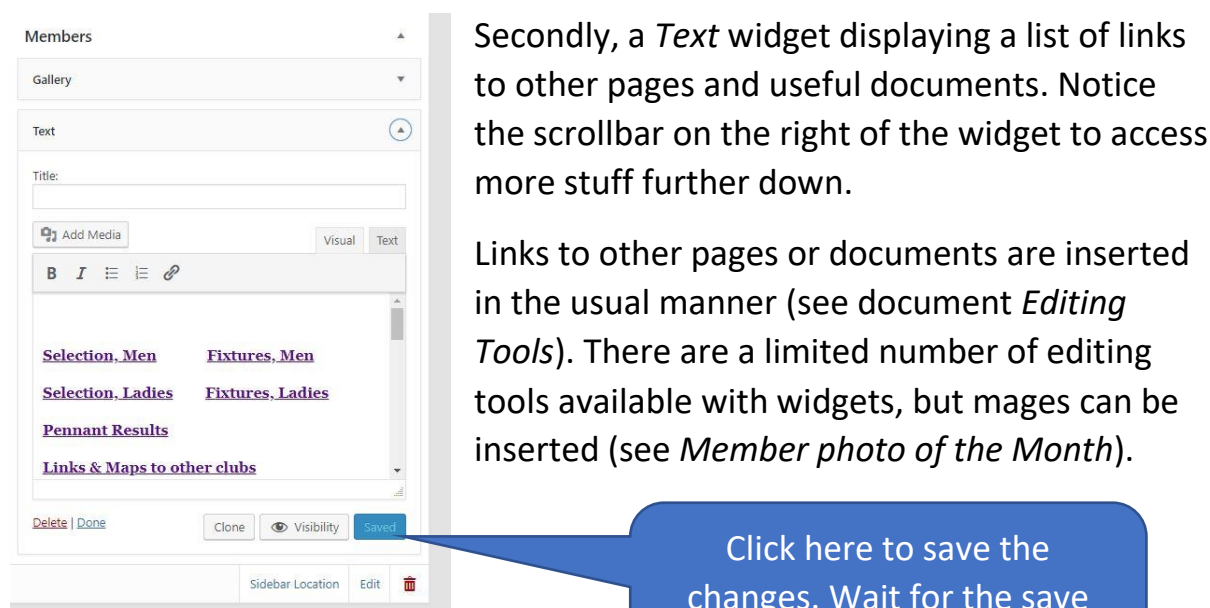 Members
Gallery
Text
Title:
Add Media
Visual Text
B I
Selection, Men Fixtures, Men
Selection, Ladies Fixtures, Ladies
Pennant Results
Links & Maps to other clubs
Delete | Done
Clone Visibility Saved
Sidebar Location Edit
Secondly, a Text widget displaying a list of links
to other pages and useful documents. Notice
the scrollbar on the right of the widget to access
more stuff further down.
Links to other pages or documents are inserted
in the usual manner (see document Editing
Tools). There are a limited number of editing
tools available with widgets, but mages can be
inserted (see Member photo of the Month).
Click here to save the
changes. Wait for the save